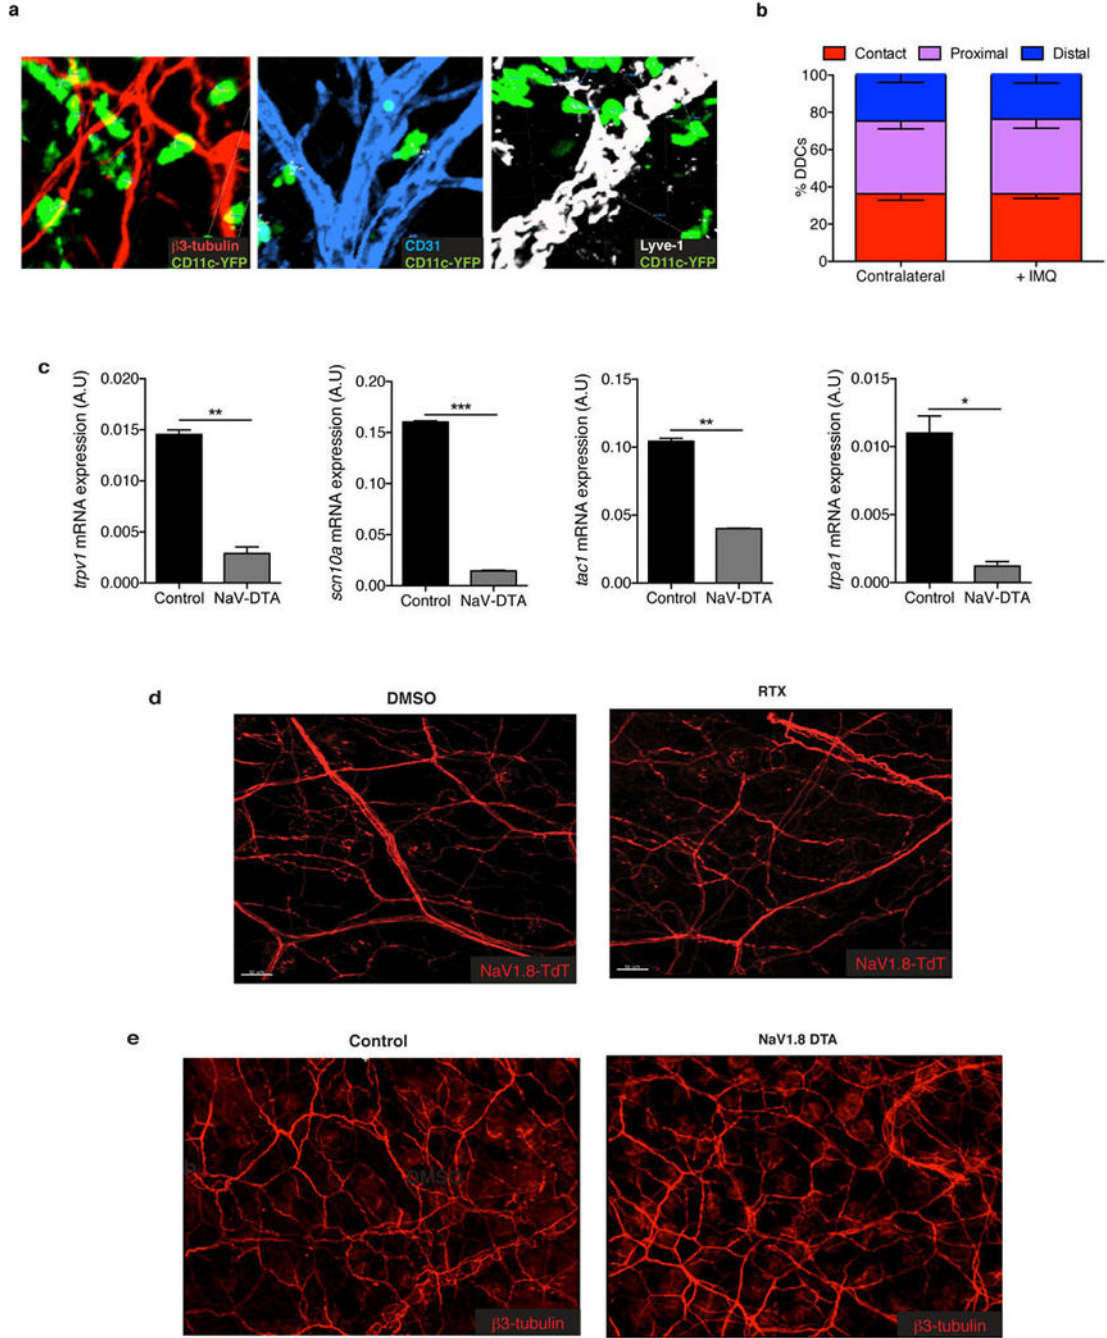 a
β3-tubulin
CD11c-YFP
CD31
CD11c-YFP
Lyve-1
CD11c-YFP
b
Contact Proximal Distal
% DDCs
100
80
60
40
20
0
Contralateral + IMQ
c
trpv1 mRNA expression (A.U)
0.020
0.015
0.010
0.005
0.000
**
Control NaV-DTA
scn10a mRNA expression (A.U)
0.20
0.15
0.10
0.05
0.00
***
Control NaV-DTA
tac1 mRNA expression (A.U)
0.15
0.10
0.05
0.00
**
Control NaV-DTA
trpa1 mRNA expression (A.U)
0.015
0.010
0.005
0.000
*
Control NaV-DTA
d
DMSO
NaV1.8-TdT
RTX
NaV1.8-TdT
e
Control
DMSO
β3-tubulin
NaV1.8 DTA
β3-tubulin